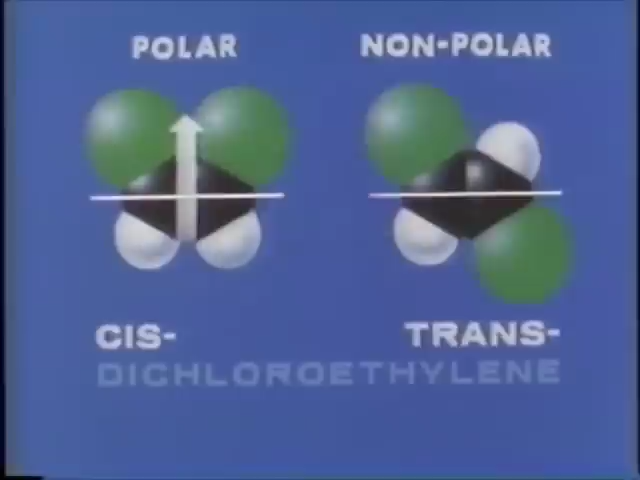 POLAR NON-POLAR
CIS- TRANS-
DICHLOROETHYLENE